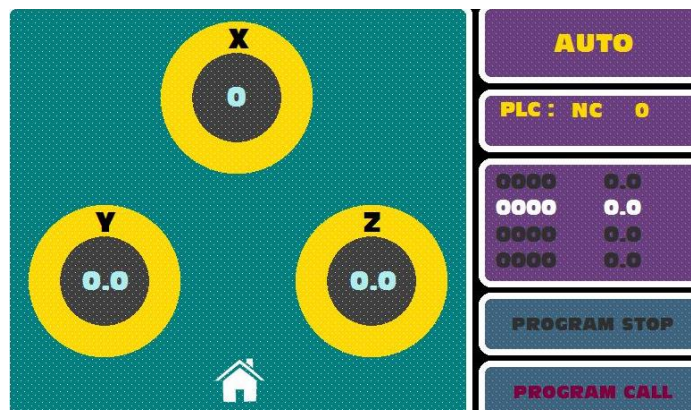 X
0
Y
0.0
Z
0.0
AUTO
PLC : NC 0
0000 0.0
0000 0.0
0000 0.0
0000 0.0
PROGRAM STOP
PROGRAM CALL